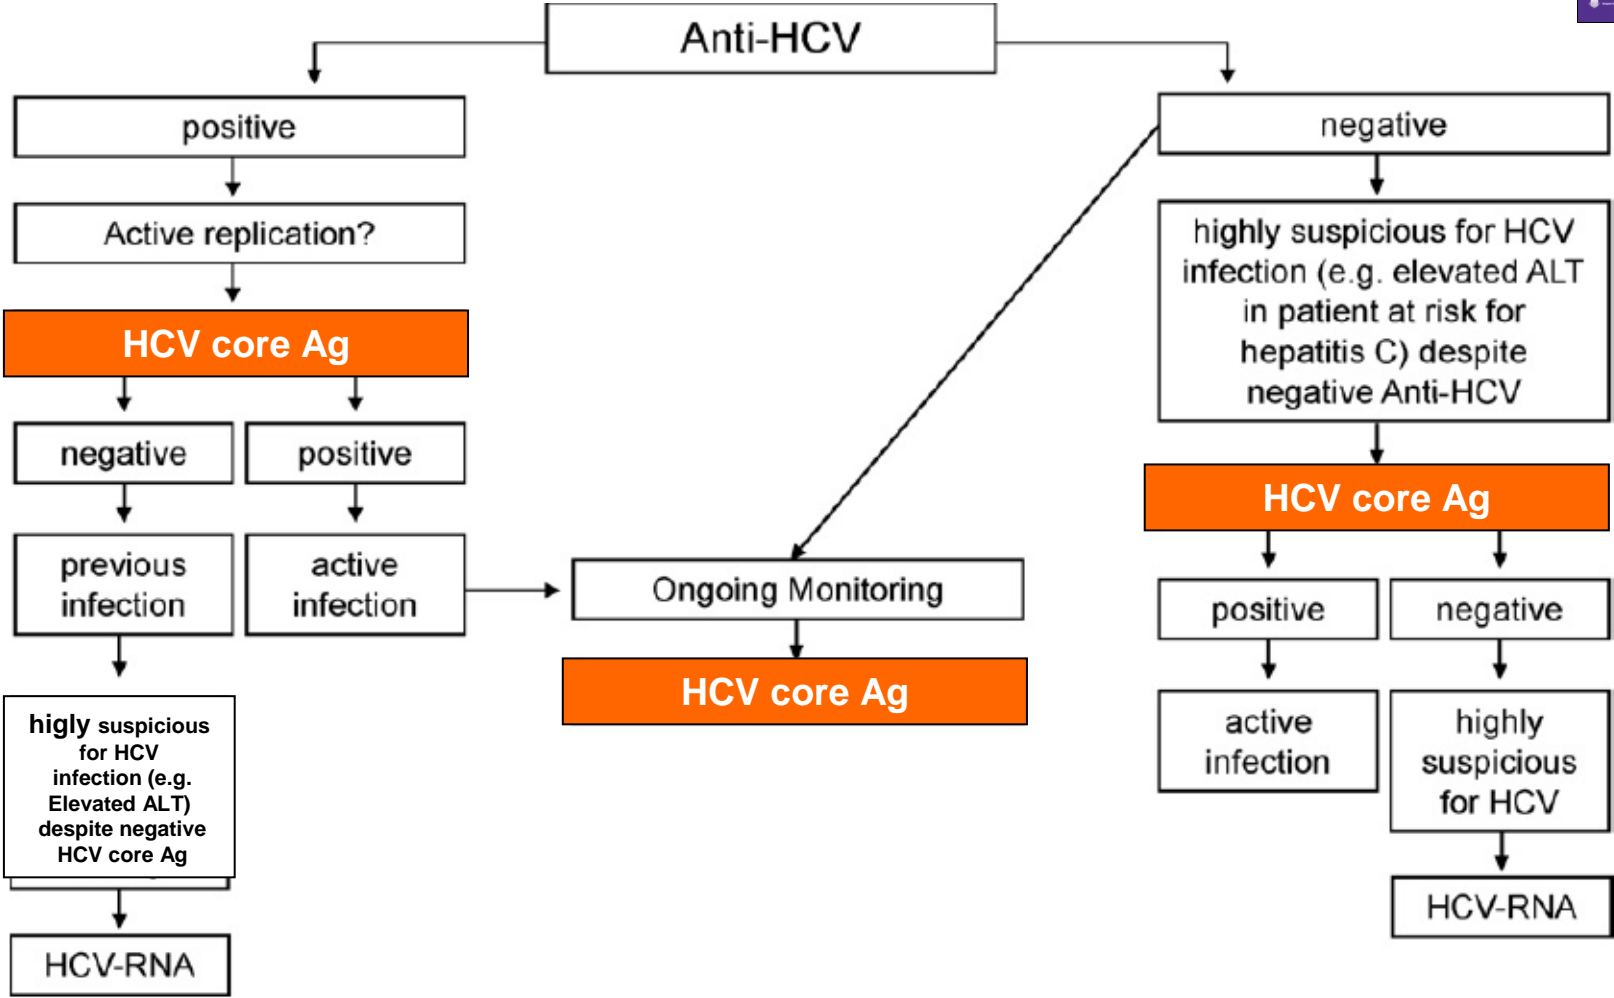 Anti-HCV
positive
Active replication?
HCV core Ag
negative
positive
previous
infection
active
infection
higly suspicious
for HCV
infection (e.g.
Elevated ALT)
despite negative
HCV core Ag
HCV-RNA
Ongoing Monitoring
HCV core Ag
negative
highly suspicious for HCV
infection (e.g. elevated ALT
in patient at risk for
hepatitis C) despite
negative Anti-HCV
HCV core Ag
positive
negative
active
infection
highly
suspicious
for HCV
HCV-RNA